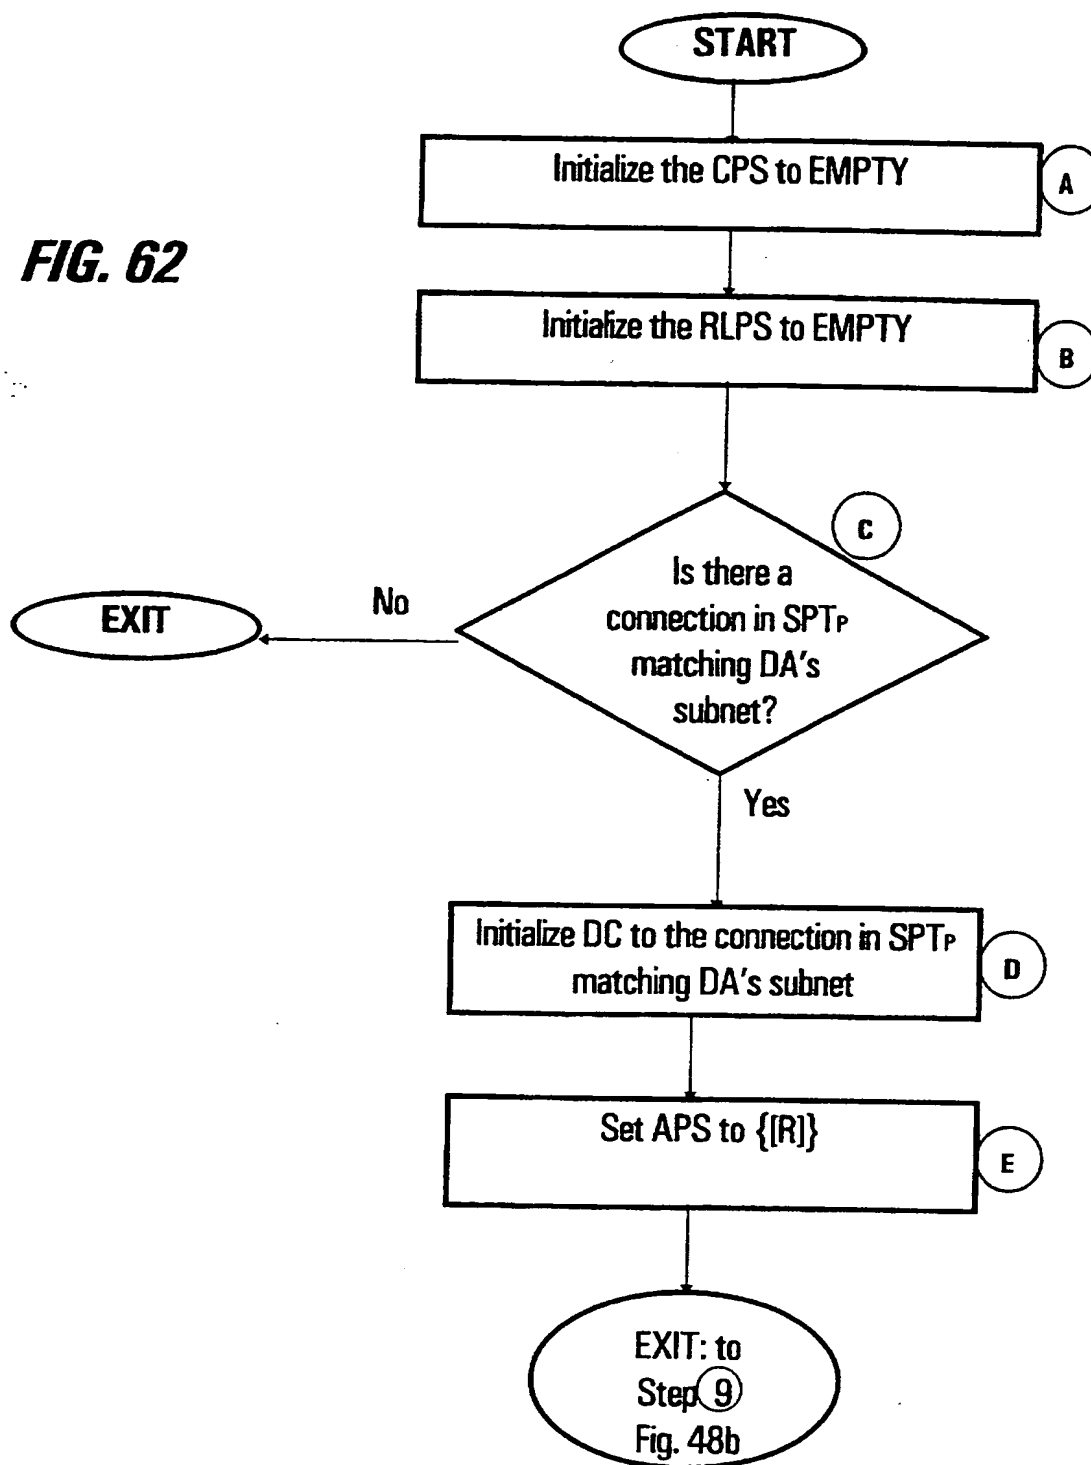 START
Initialize the CPS to EMPTY
A
FIG. 62
Initialize the RLPS to EMPTY
B
C
Is there a
connection in SPTP
matching DA's
subnet?
No
EXIT
Yes
Initialize DC to the connection in SPTP
matching DA's subnet
D
Set APS to {[R]}
E
EXIT: to
Step 9
Fig. 48b